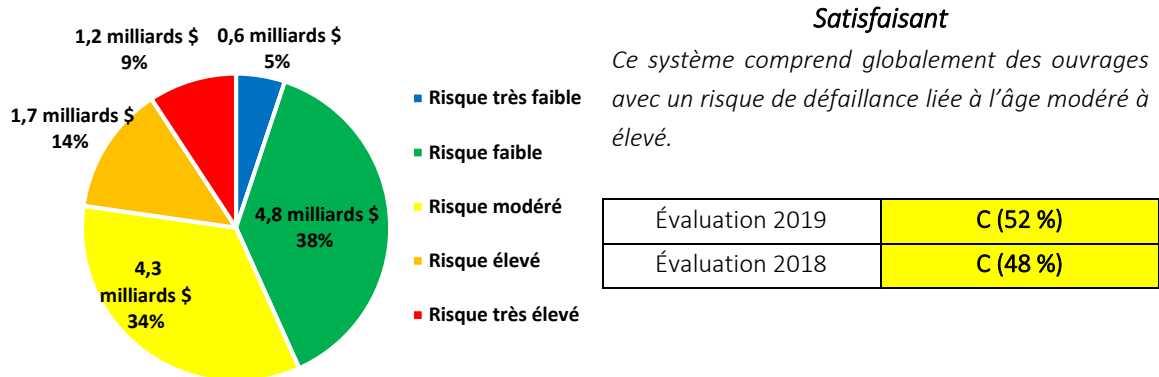 1,2 milliards $
9%
0,6 milliards $
5%
1,7 milliards $
14%
4,8 milliards $
38%
4,3
milliards $
34%
Risque très faible
Risque faible
Risque modéré
Risque élevé
Risque très élevé
Satisfaisant
Ce système comprend globalement des ouvrages
avec un risque de défaillance liée à l’âge modéré à
élevé.
Évaluation 2019 C (52 %)
Évaluation 2018 C (48 %)